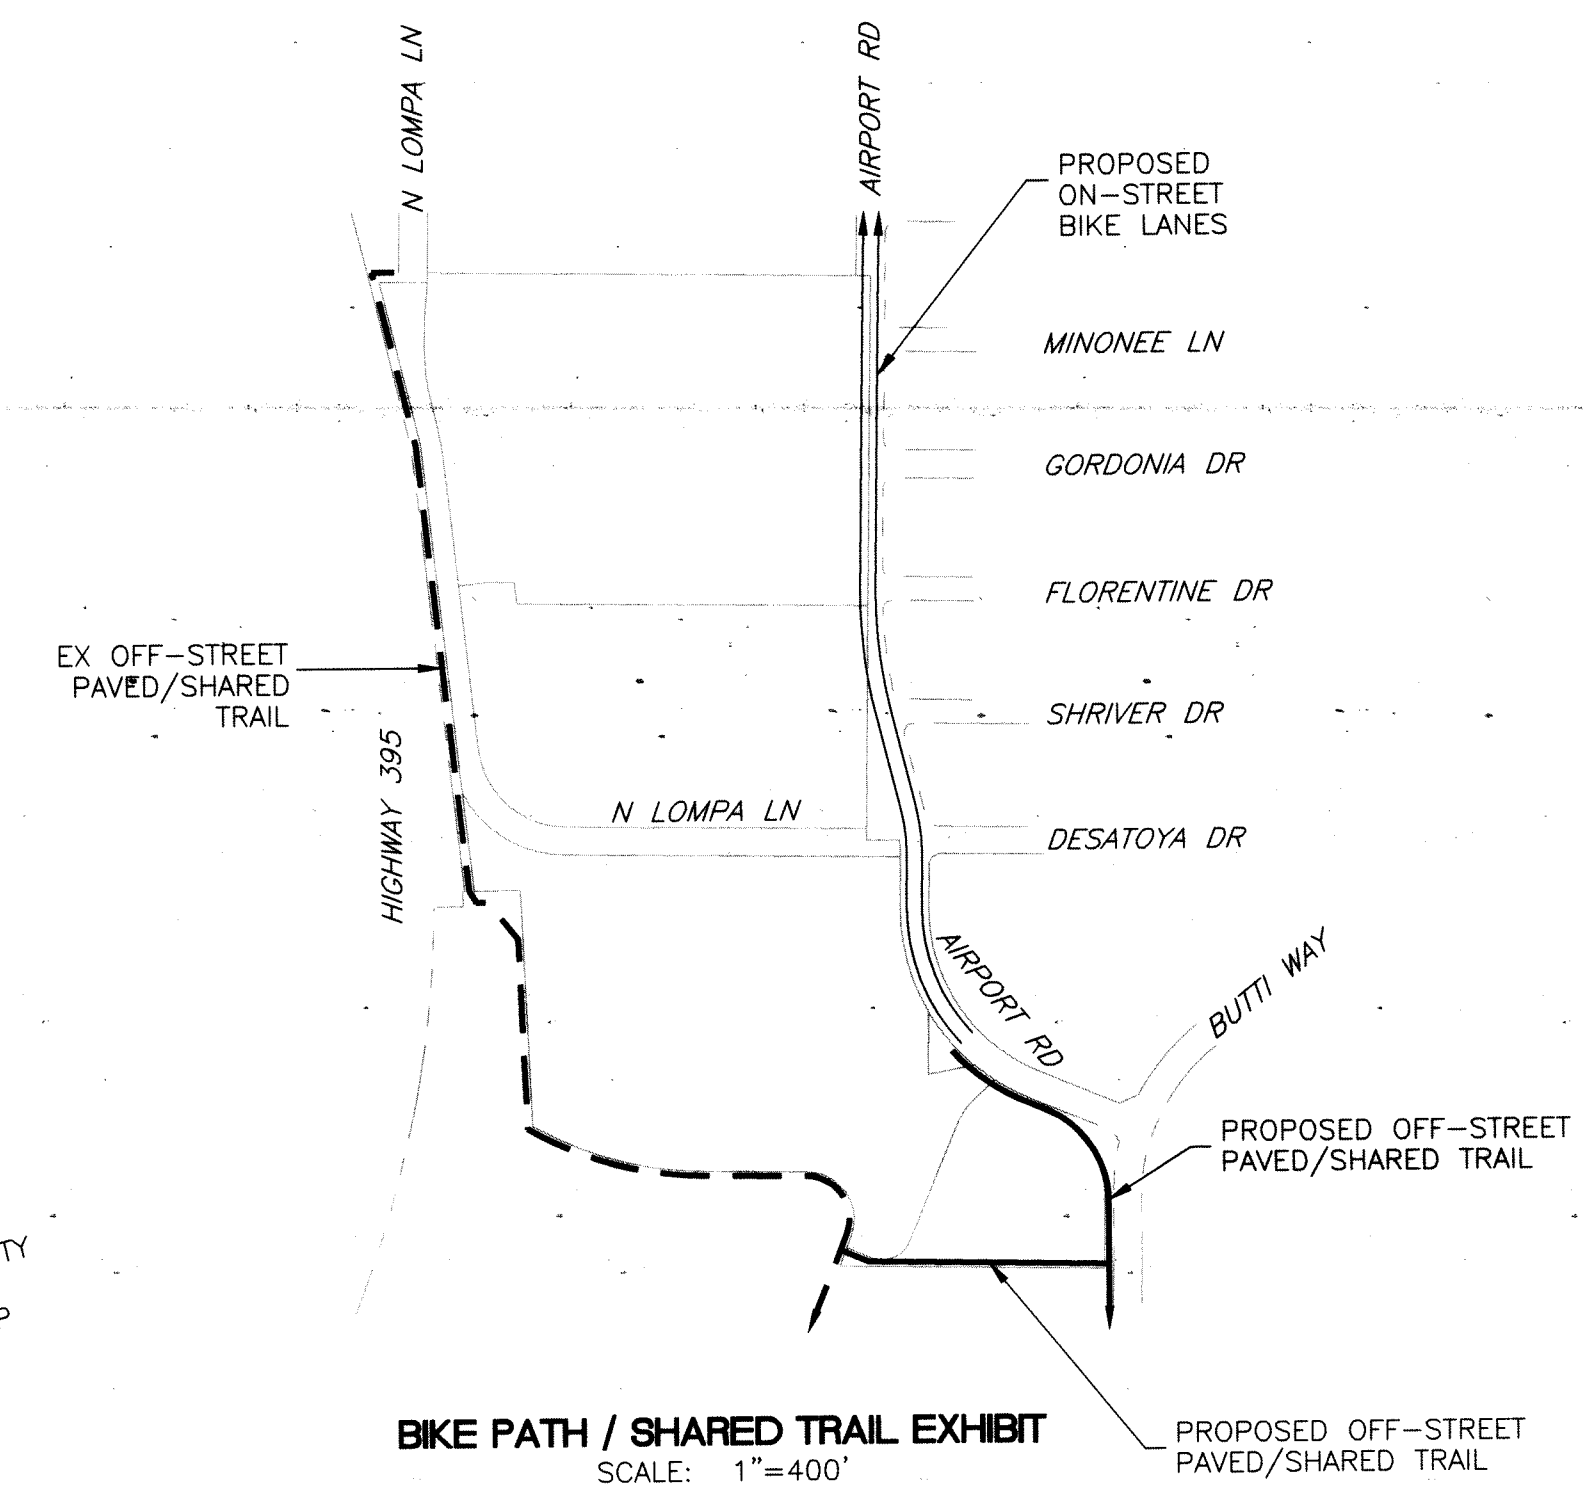 N LOMPA LN
AIRPORT RD
PROPOSED
ON-STREET
BIKE LANES
MINONEE LN
GORDONIA DR
FLORENTINE DR
EX OFF-STREET
PAVED/SHARED
TRAIL
SHRIVER DR
HIGHWAY 395
N LOMPA LN
DESATOYA DR
AIRPORT RD
BUTTI WAY
PROPOSED OFF-STREET
PAVED/SHARED TRAIL
TY
BIKE PATH / SHARED TRAIL EXHIBIT
SCALE: 1"=400'
PROPOSED OFF-STREET
PAVED/SHARED TRAIL